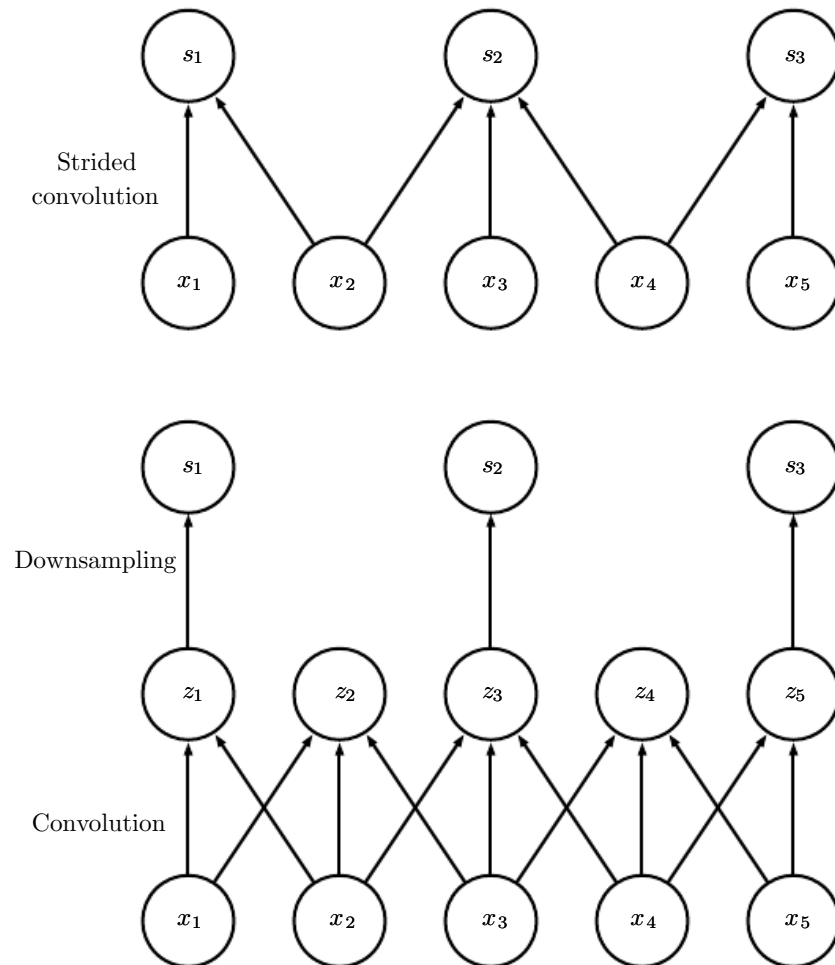 s₁ s₂ s₃
Strided
convolution
x₁ x₂ x₃ x₄ x₅
s₁ s₂ s₃
Downsampling
z₁ z₂ z₃ z₄ z₅
Convolution
x₁ x₂ x₃ x₄ x₅